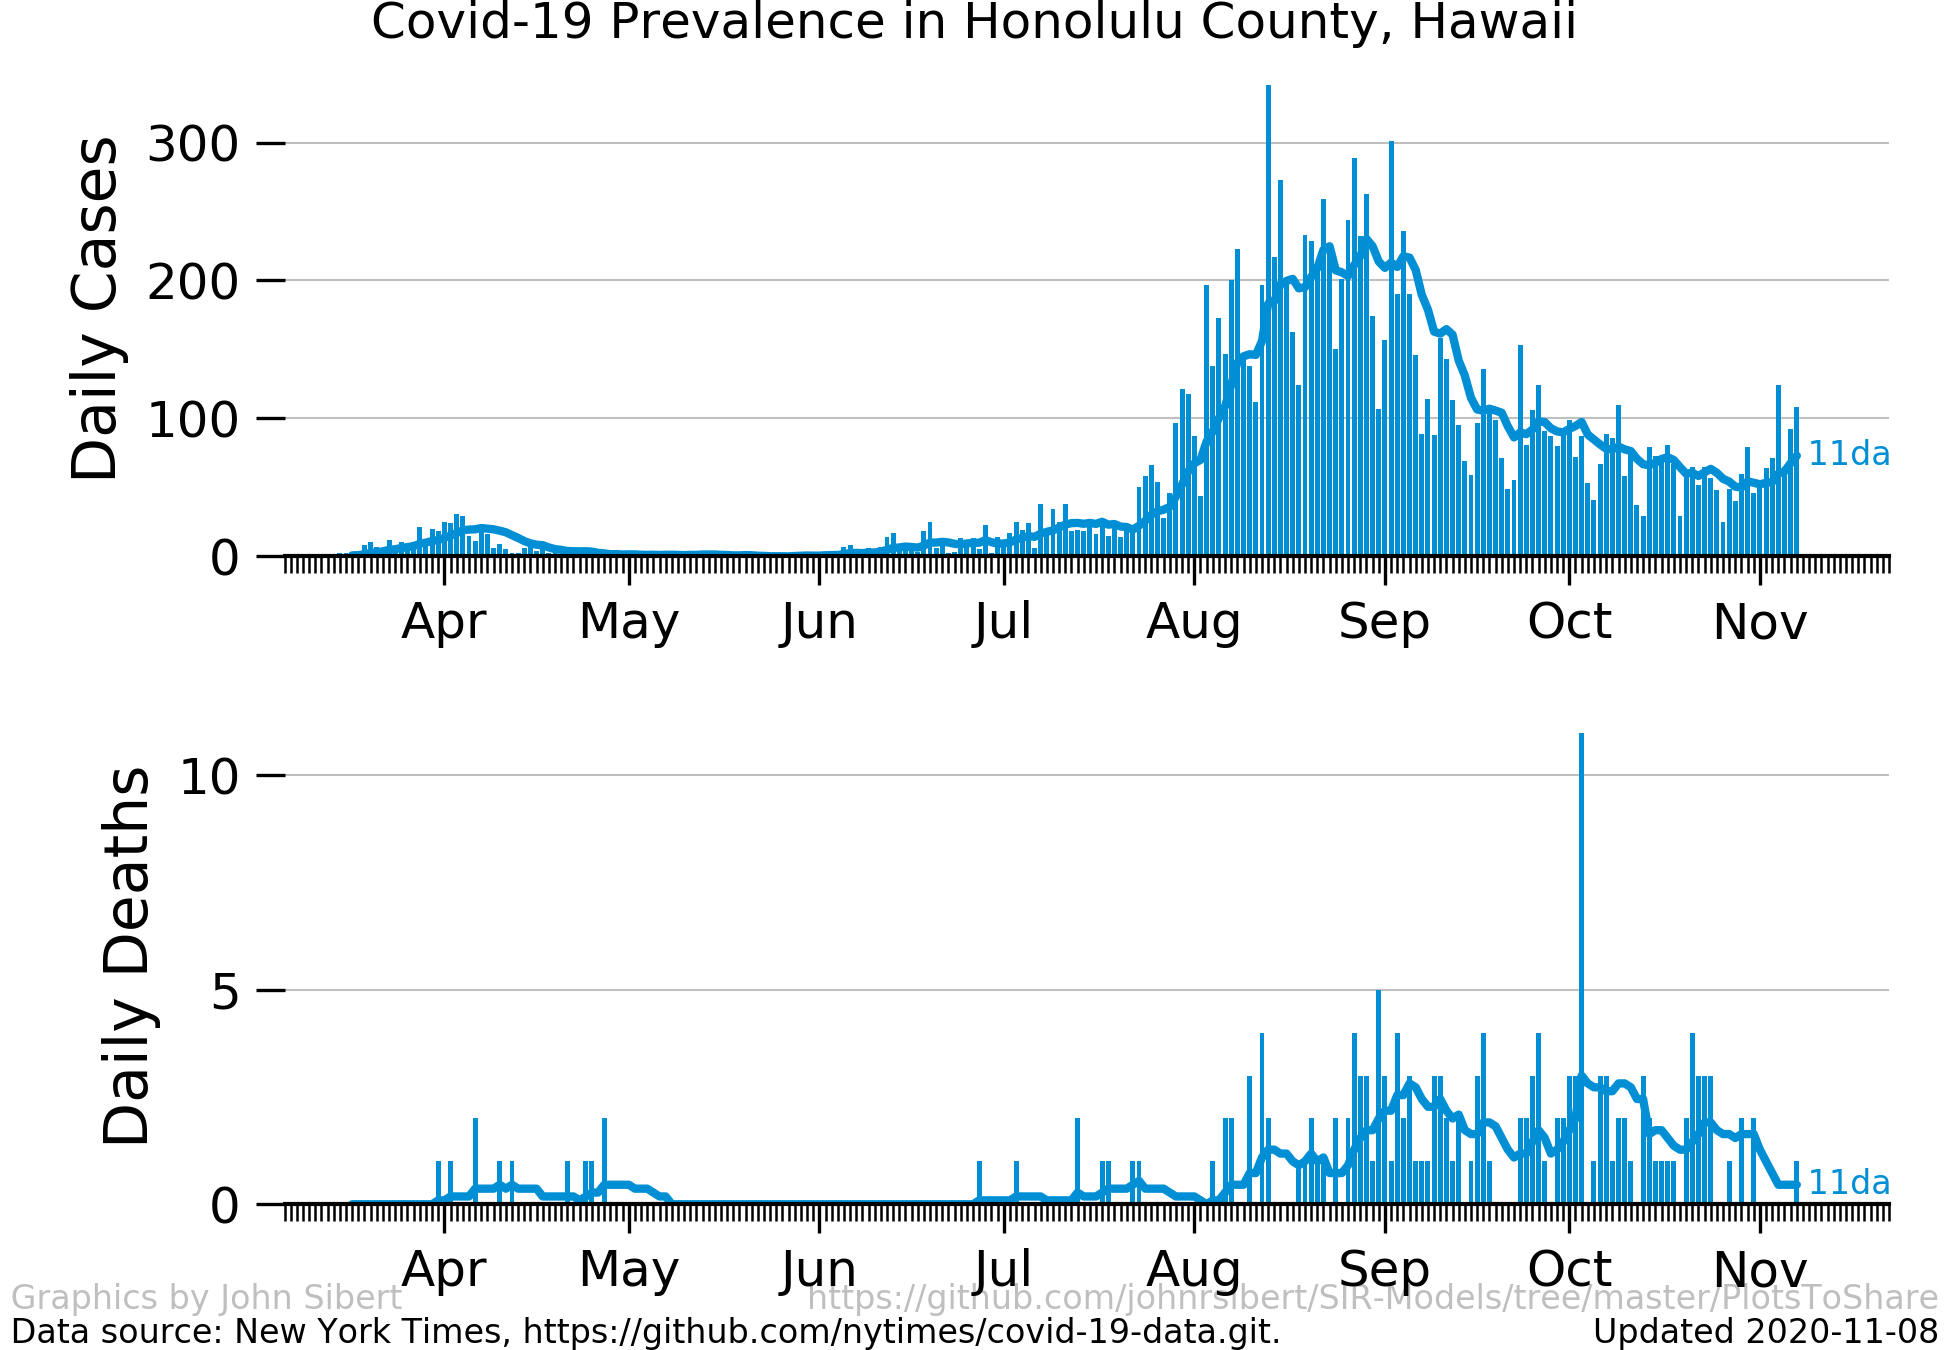 Covid-19 Prevalence in Honolulu County, Hawaii
Daily Cases
300
200
100
0
11da
Apr May Jun Jul Aug Sep Oct Nov
Daily Deaths
10
5
0
11da
Apr May Jun Jul Aug Sep Oct Nov
Graphics by John Sibert https://github.com/johnrsibert/SIR-Models/tree/master/PlotsToShare
Data source: New York Times, https://github.com/nytimes/covid-19-data.git. Updated 2020-11-08